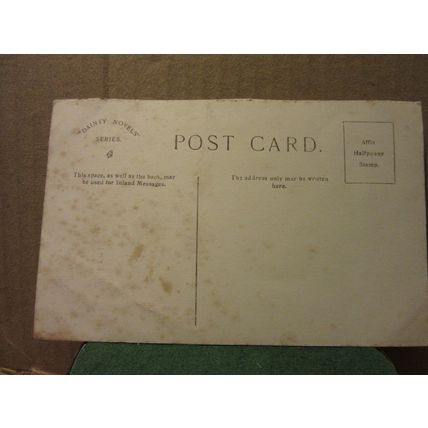 "DAINTY NOVELS"
SERIES.
POST CARD.
Affix
Halfpenny
Stamp.
This space, as well as the back, may
be used for Inland Messages.
The address only may be written
here.